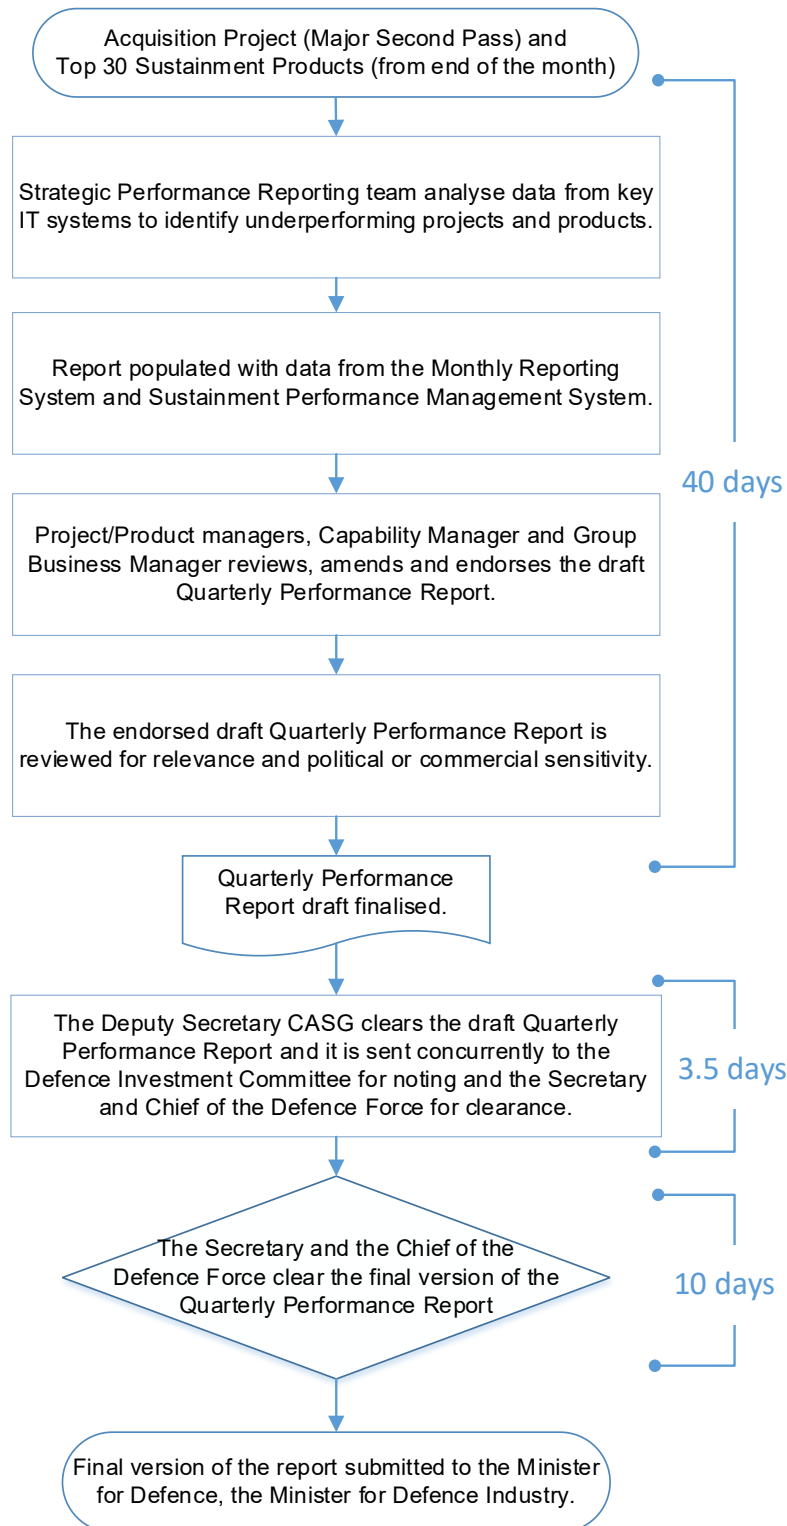 Acquisition Project (Major Second Pass) and
Top 30 Sustainment Products (from end of the month)
Strategic Performance Reporting team analyse data from key
IT systems to identify underperforming projects and products.
Report populated with data from the Monthly Reporting
System and Sustainment Performance Management System.
40 days
Project/Product managers, Capability Manager and Group
Business Manager reviews, amends and endorses the draft
Quarterly Performance Report.
The endorsed draft Quarterly Performance Report is
reviewed for relevance and political or commercial sensitivity.
Quarterly Performance
Report draft finalised.
The Deputy Secretary CASG clears the draft Quarterly
Performance Report and it is sent concurrently to the
Defence Investment Committee for noting and the Secretary
and Chief of the Defence Force for clearance.
3.5 days
The Secretary and the Chief of the
Defence Force clear the final version of the
Quarterly Performance Report
10 days
Final version of the report submitted to the Minister
for Defence, the Minister for Defence Industry.